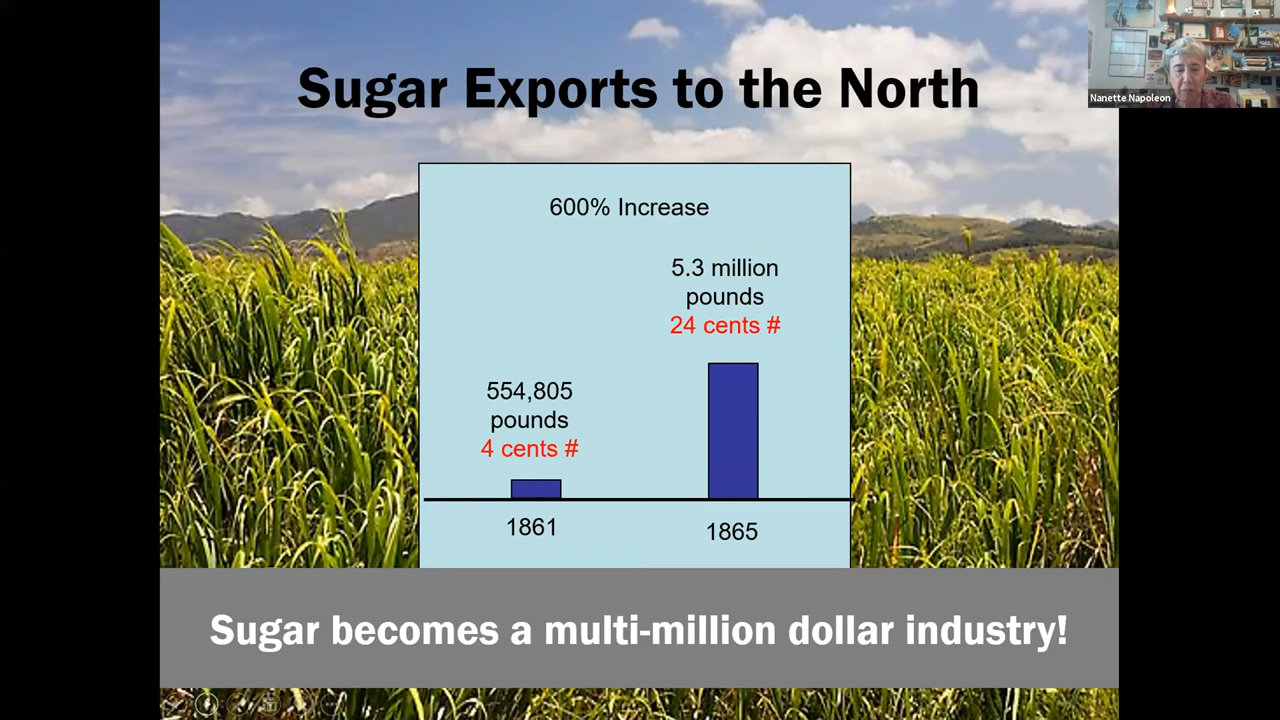 Sugar Exports to the North
Nanette Napoleon
600% Increase
5.3 million
pounds
24 cents #
554,805
pounds
4 cents #
1861
1865
Sugar becomes a multi-million dollar industry!